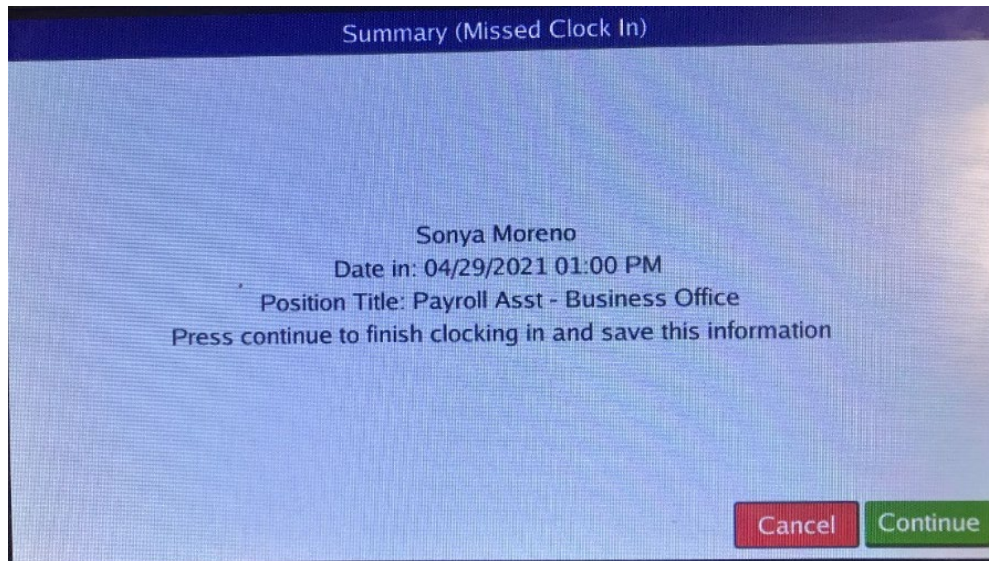 Summary (Missed Clock In)
Sonya Moreno
Date in: 04/29/2021 01:00 PM
Position Title: Payroll Asst - Business Office
Press continue to finish clocking in and save this information
Cancel
Continue